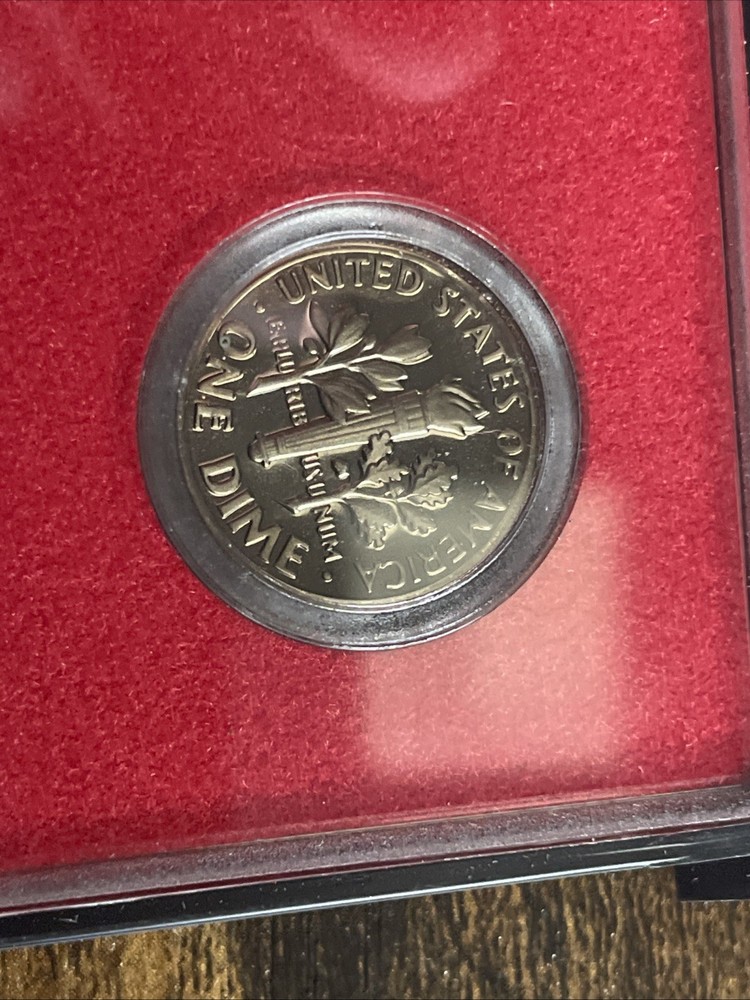 UNITED STATES OF AMERICA
E PLURIBUS UNUM
ONE DIME